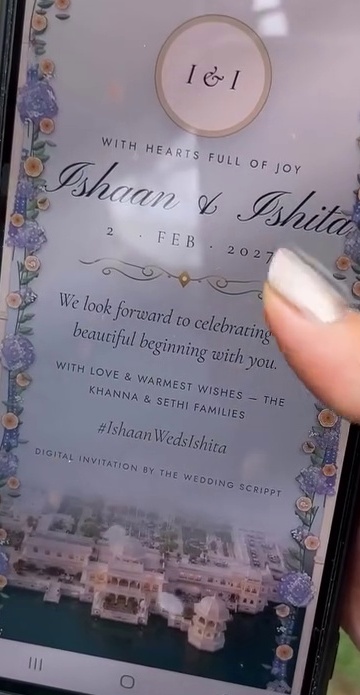 I & I
WITH HEARTS FULL OF JOY
Ishaan & Ishita
2 · FEB · 2027
We look forward to celebrating
beautiful beginning with you.
WITH LOVE & WARMEST WISHES — THE
KHANNA & SETHI FAMILIES
#IshaanWedsIshita
DIGITAL INVITATION BY THE WEDDING SCRIPPT